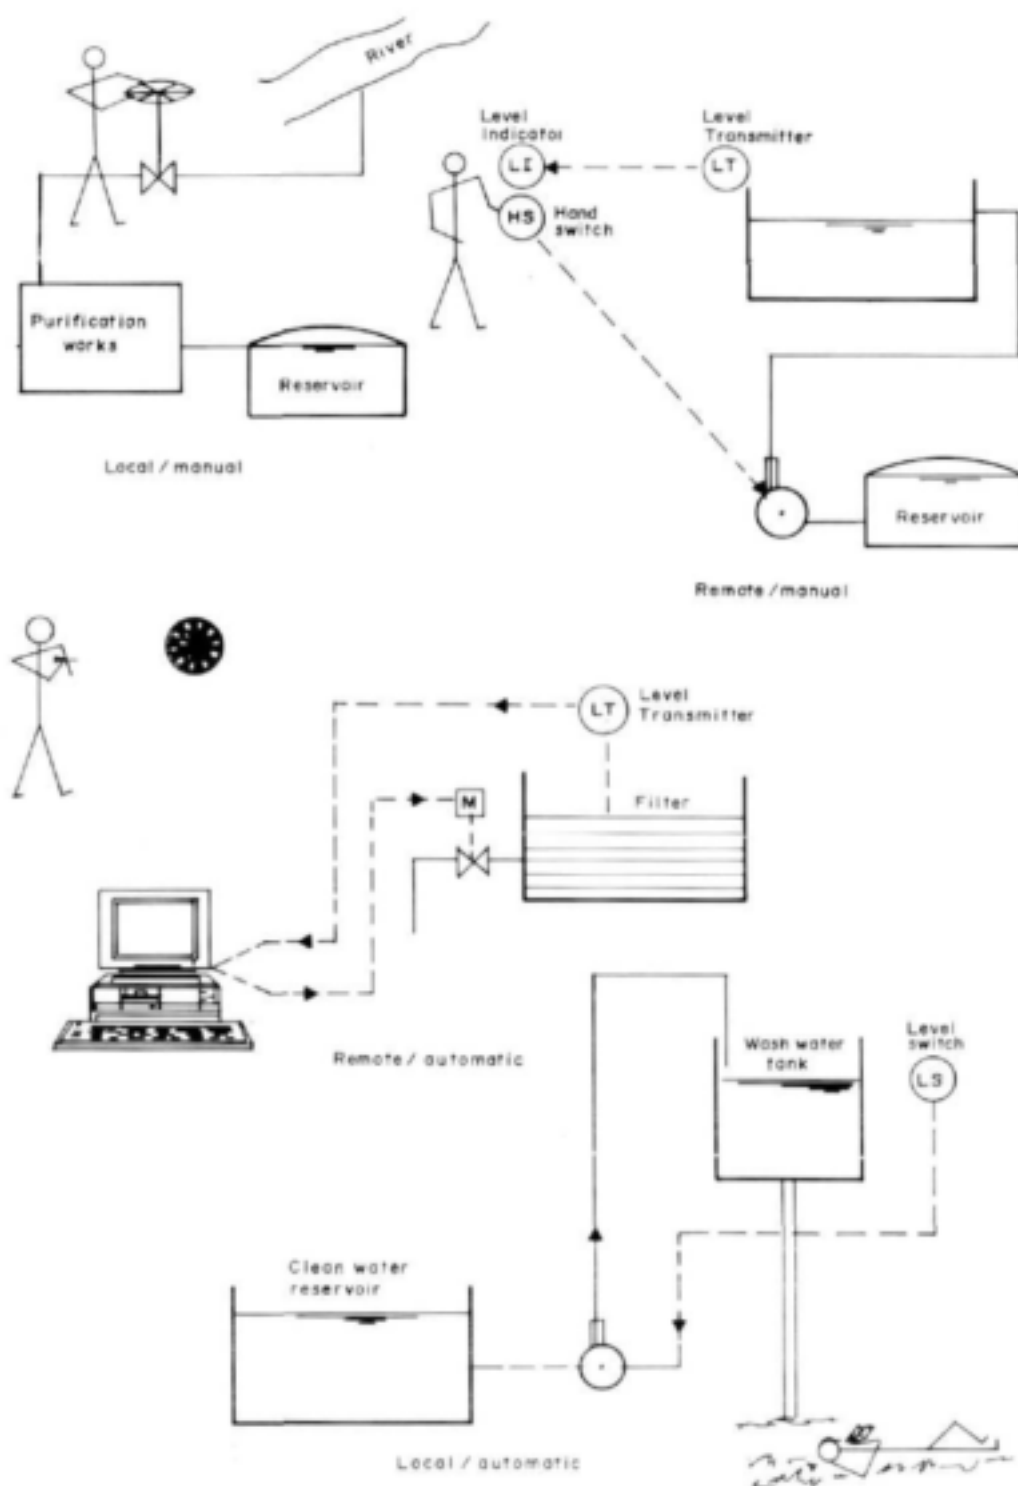 River
Purification
works
Reservoir
Local / manual
Level
Indicator
LI
Level
Transmitter
LT
HS
Hand
switch
Reservoir
Remote / manual
LT
Level
Transmitter
M
Filter
Remote / automatic
Wash water
tank
Level
switch
LS
Clean water
reservoir
Local / automatic